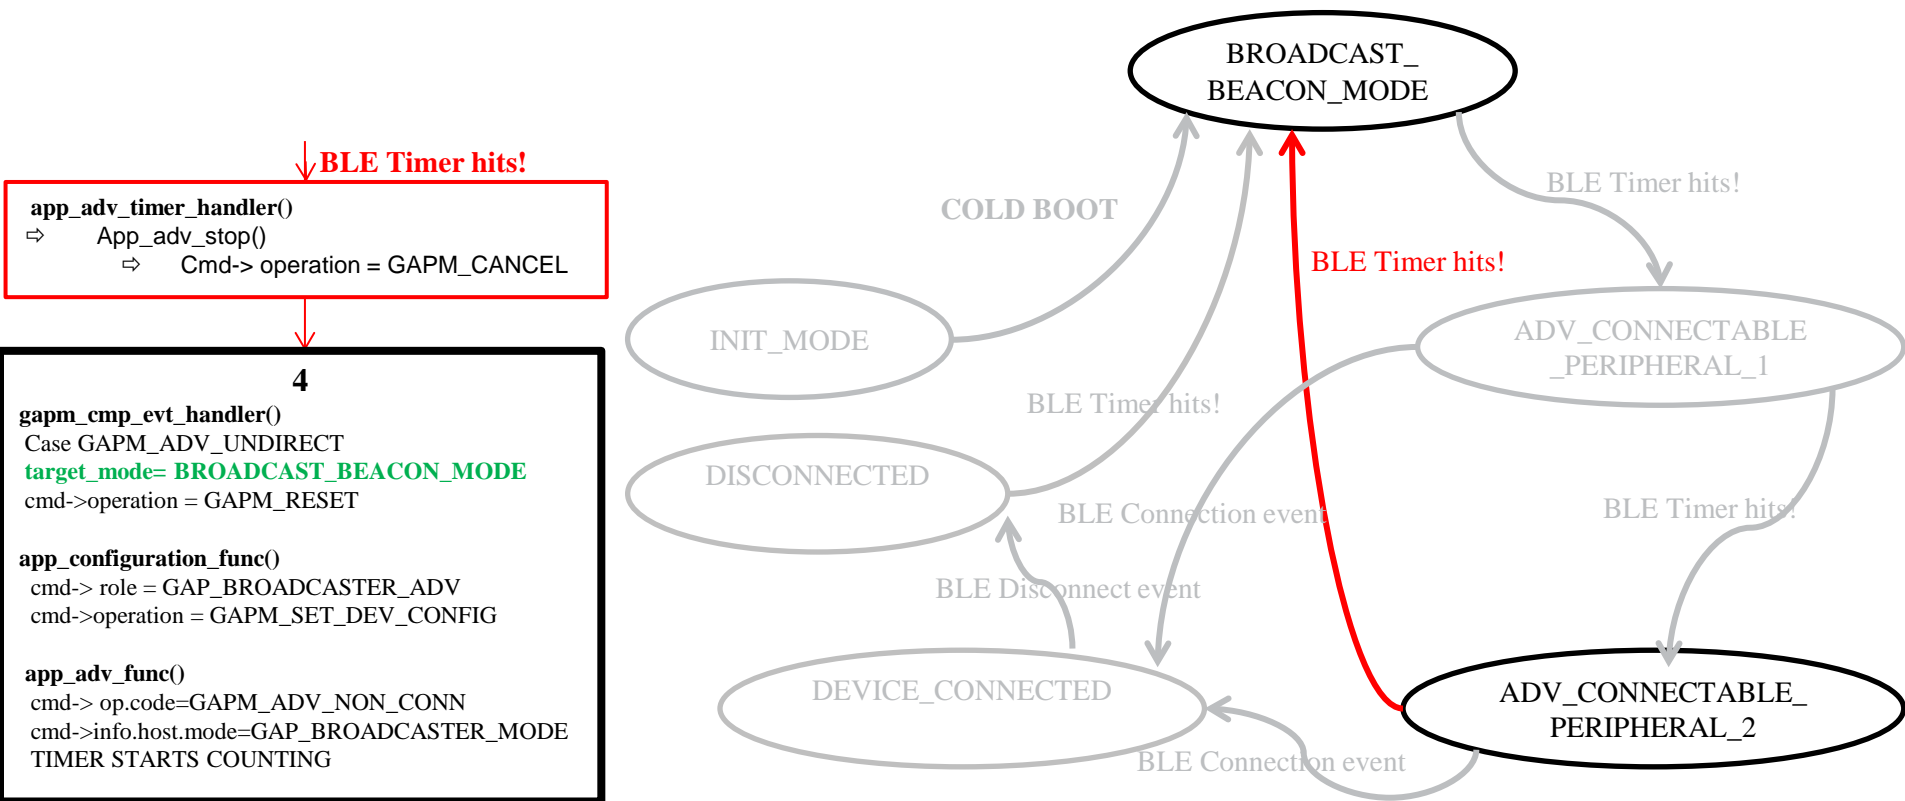 BLE Timer hits!
app_adv_timer_handler()
⇨ App_adv_stop()
⇨ Cmd-> operation = GAPM_CANCEL
4
gapm_cmp_evt_handler()
Case GAPM_ADV_UNDIRECT
target_mode= BROADCAST_BEACON_MODE
cmd->operation = GAPM_RESET
app_configuration_func()
cmd-> role = GAP_BROADCASTER_ADV
cmd->operation = GAPM_SET_DEV_CONFIG
app_adv_func()
cmd-> op.code=GAPM_ADV_NON_CONN
cmd->info.host.mode=GAP_BROADCASTER_MODE
TIMER STARTS COUNTING
BROADCAST_
BEACON_MODE
BLE Timer hits!
COLD BOOT
BLE Timer hits!
INIT_MODE
ADV_CONNECTABLE
_PERIPHERAL_1
BLE Timer hits!
DISCONNECTED
BLE Connection event
BLE Timer hits!
BLE Disconnect event
DEVICE_CONNECTED
ADV_CONNECTABLE_
PERIPHERAL_2
BLE Connection event